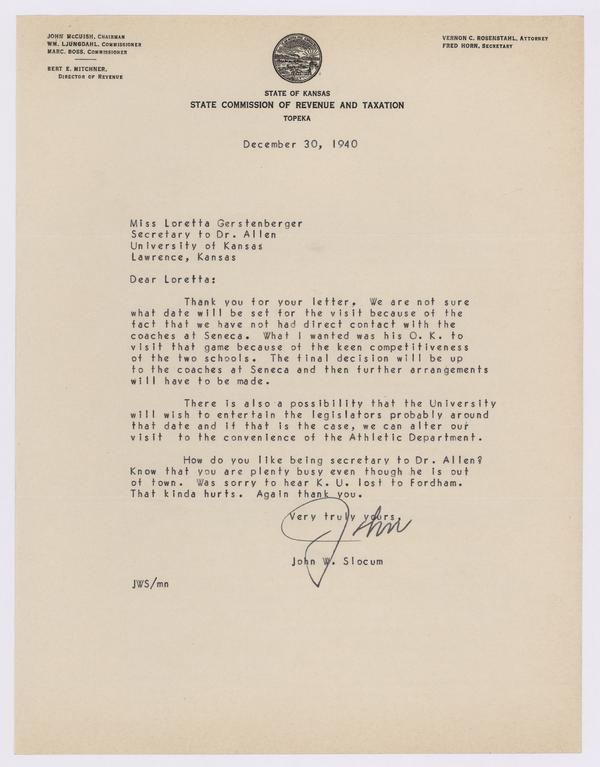 JOHN McCUISH, CHAIRMAN
WM. LJUNGDAHL, COMMISSIONER
MARC. BOSS, COMMISSIONER
BERT E. MITCHNER,
DIRECTOR OF REVENUE
VERNON C. ROSENSTAHL, ATTORNEY
FRED HORN, SECRETARY
STATE OF KANSAS
STATE COMMISSION OF REVENUE AND TAXATION
TOPEKA
December 30, 1940
Miss Loretta Gerstenberger
Secretary to Dr. Allen
University of Kansas
Lawrence, Kansas
Dear Loretta:
Thank you for your letter. We are not sure
what date will be set for the visit because of the
fact that we have not had direct contact with the
coaches at Seneca. What I wanted was his O. K. to
visit that game because of the keen competitiveness
of the two schools. The final decision will be up
to the coaches at Seneca and then further arrangements
will have to be made.
There is also a possibility that the University
will wish to entertain the legislators probably around
that date and if that is the case, we can alter our
visit to the convenience of the Athletic Department.
How do you like being secretary to Dr. Allen?
Know that you are plenty busy even though he is out
of town. Was sorry to hear K. U. lost to Fordham.
That kinda hurts. Again thank you.
Very truly yours,
John
John W. Slocum
JWS/mn